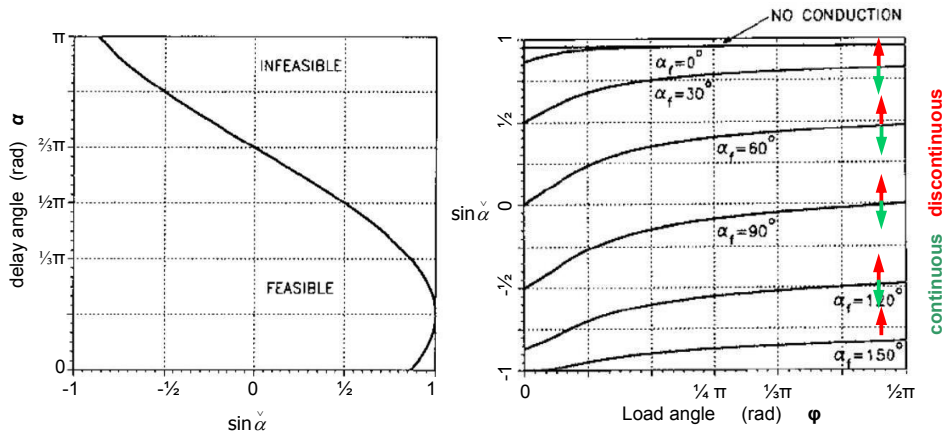 π
2/3π
1/2π
1/3π
0
delay angle (rad) α
INFEASIBLE
FEASIBLE
-1
-½
0
½
1
sin α̌
NO CONDUCTION
1
½
0
-½
-1
sin α̌
α_f=0°
α_f=30°
α_f=60°
α_f=90°
α_f=120°
α_f=150°
0
¼ π
⅓π
½π
Load angle (rad) φ
continuous discontinuous